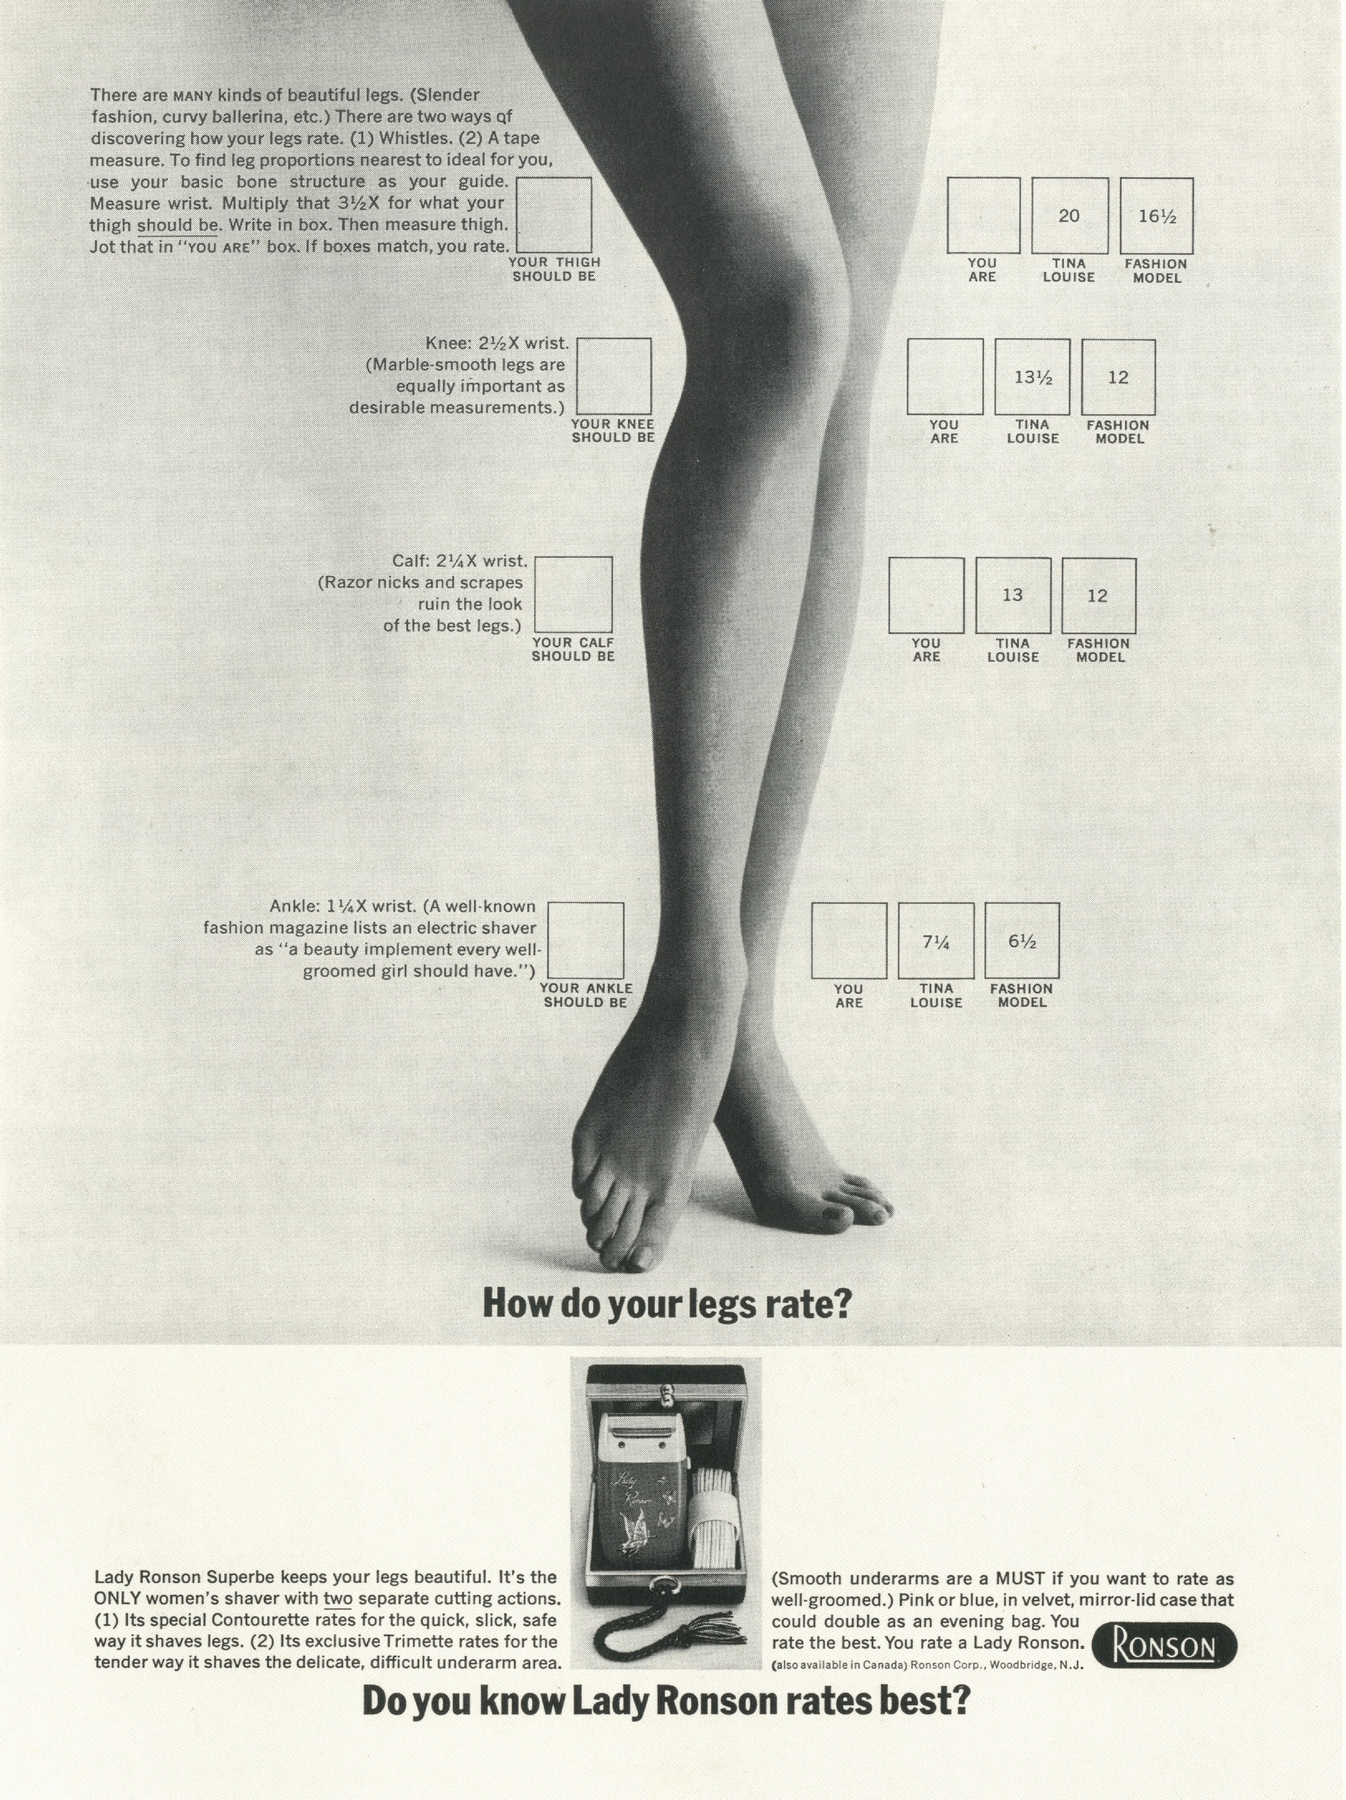 There are MANY kinds of beautiful legs. (Slender
fashion, curvy ballerina, etc.) There are two ways of
discovering how your legs rate. (1) Whistles. (2) A tape
measure. To find leg proportions nearest to ideal for you,
use your basic bone structure as your guide.
Measure wrist. Multiply that 3½X for what your
thigh should be. Write in box. Then measure thigh.
Jot that in "YOU ARE" box. If boxes match, you rate.
YOUR THIGH
SHOULD BE
20
16½
YOU
ARE
TINA
LOUISE
FASHION
MODEL
Knee: 2½X wrist.
(Marble-smooth legs are
equally important as
desirable measurements.)
YOUR KNEE
SHOULD BE
13½
12
YOU
ARE
TINA
LOUISE
FASHION
MODEL
Calf: 2¼X wrist.
(Razor nicks and scrapes
ruin the look
of the best legs.)
YOUR CALF
SHOULD BE
13
12
YOU
ARE
TINA
LOUISE
FASHION
MODEL
Ankle: 1¼X wrist. (A well-known
fashion magazine lists an electric shaver
as "a beauty implement every well-
groomed girl should have.")
YOUR ANKLE
SHOULD BE
7¼
6½
YOU
ARE
TINA
LOUISE
FASHION
MODEL
How do your legs rate?
Lady
Ronson
Lady Ronson Superbe keeps your legs beautiful. It's the
ONLY women's shaver with two separate cutting actions.
(1) Its special Contourette rates for the quick, slick, safe
way it shaves legs. (2) Its exclusive Trimette rates for the
tender way it shaves the delicate, difficult underarm area.
(Smooth underarms are a MUST if you want to rate as
well-groomed.) Pink or blue, in velvet, mirror-lid case that
could double as an evening bag. You
rate the best. You rate a Lady Ronson.
(also available in Canada) Ronson Corp., Woodbridge, N.J.
RONSON
Do you know Lady Ronson rates best?